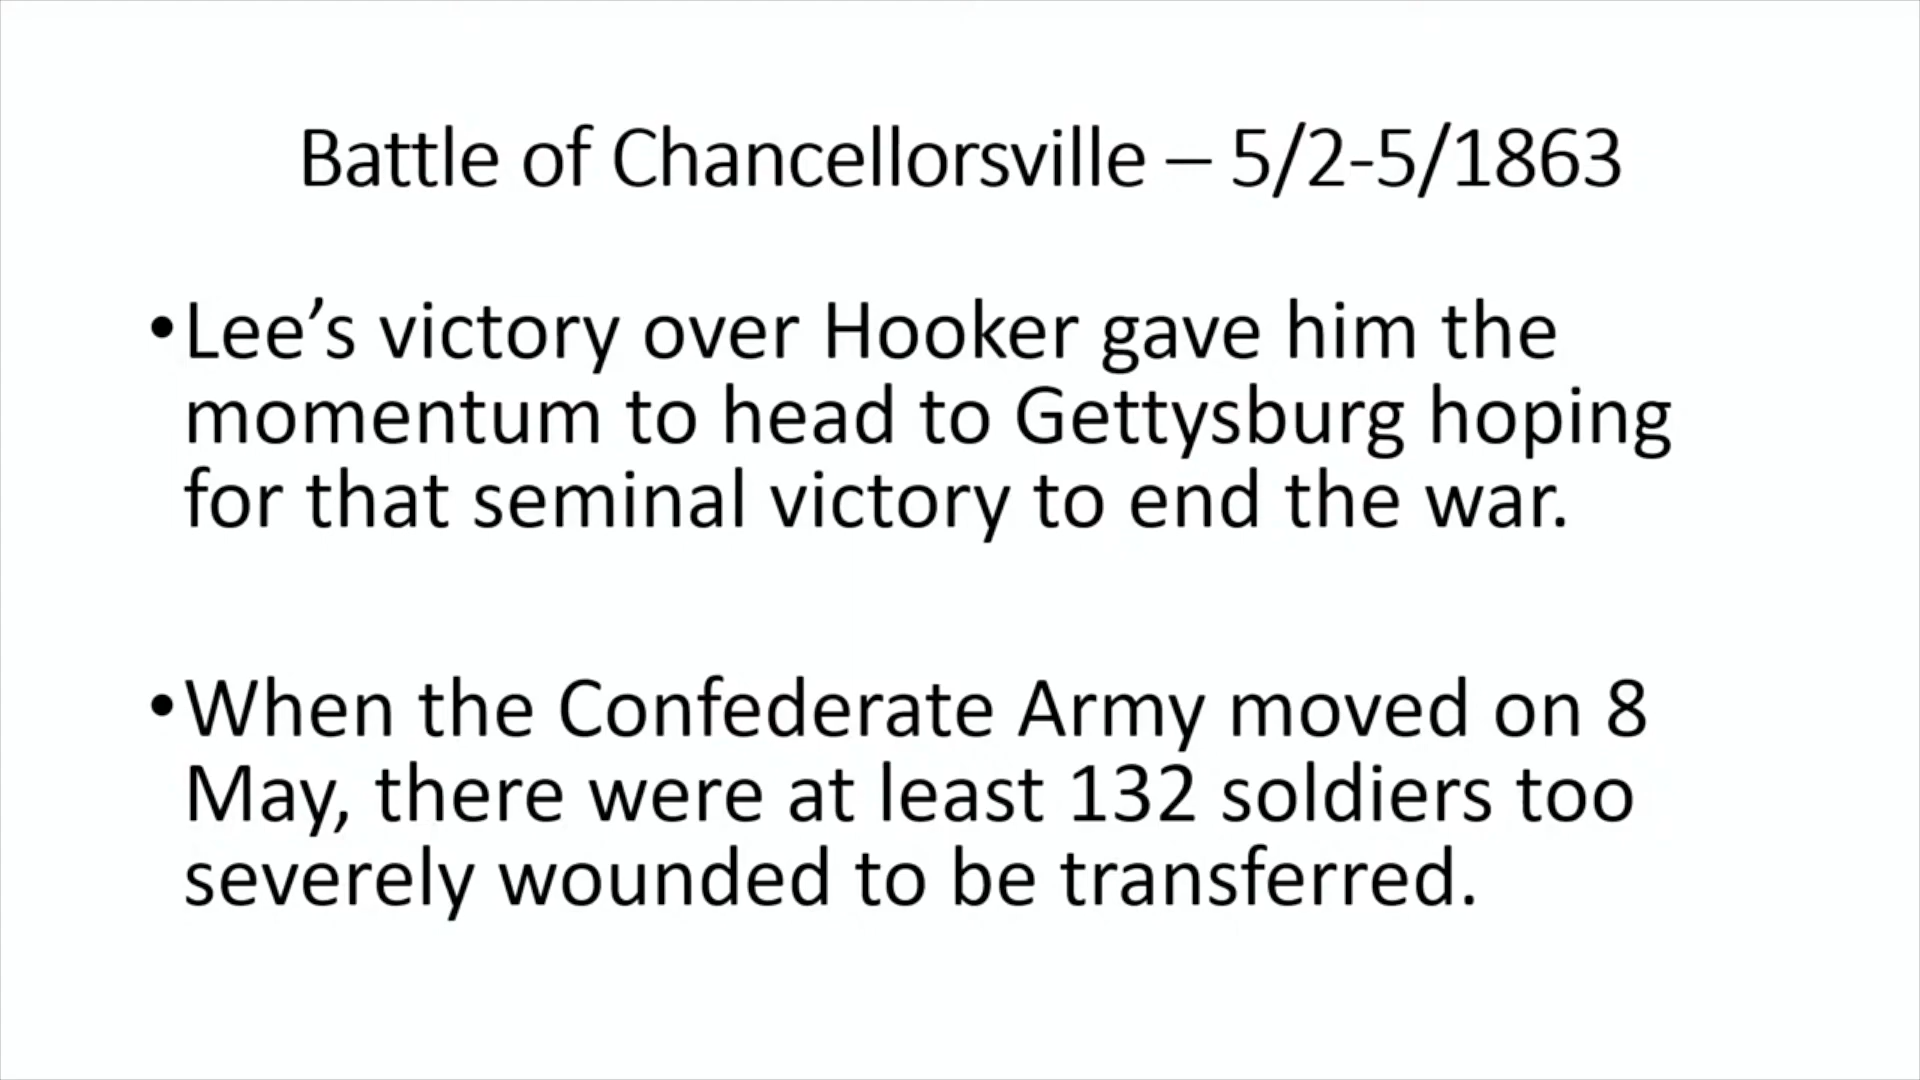 Battle of Chancellorsville – 5/2-5/1863
•Lee’s victory over Hooker gave him the
momentum to head to Gettysburg hoping
for that seminal victory to end the war.
•When the Confederate Army moved on 8
May, there were at least 132 soldiers too
severely wounded to be transferred.